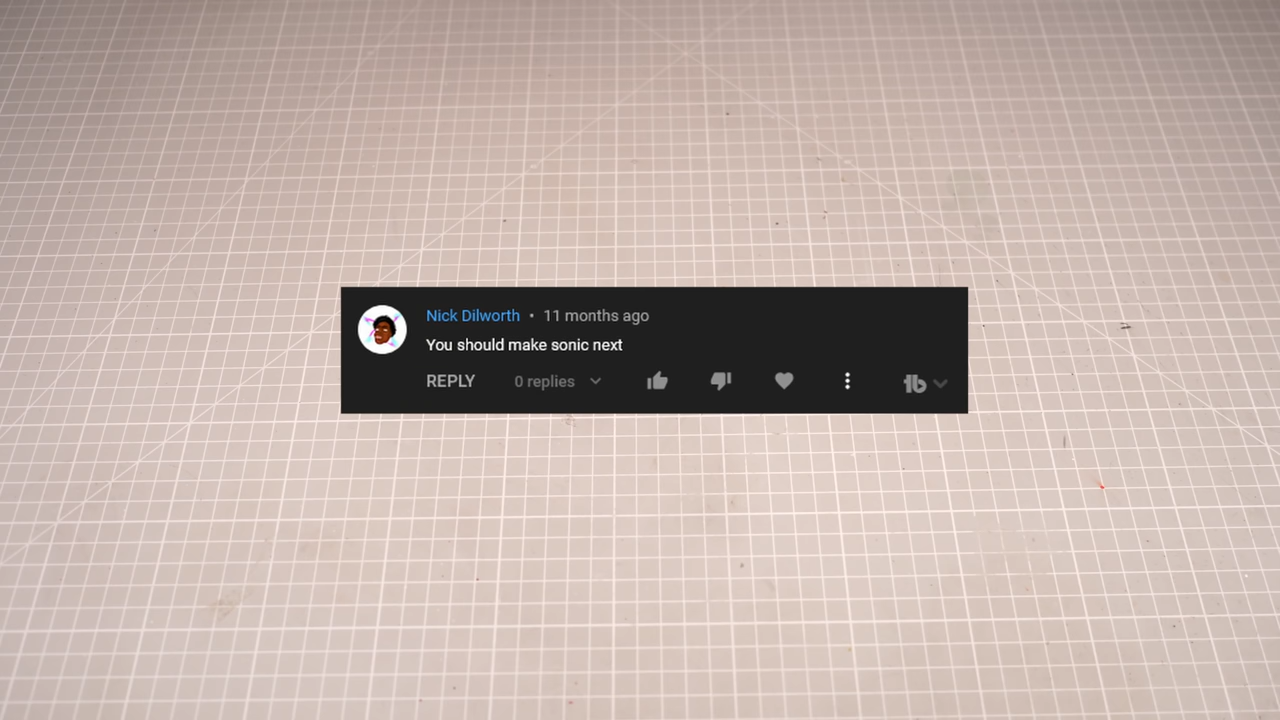 Nick Dilworth • 11 months ago
You should make sonic next
REPLY 0 replies